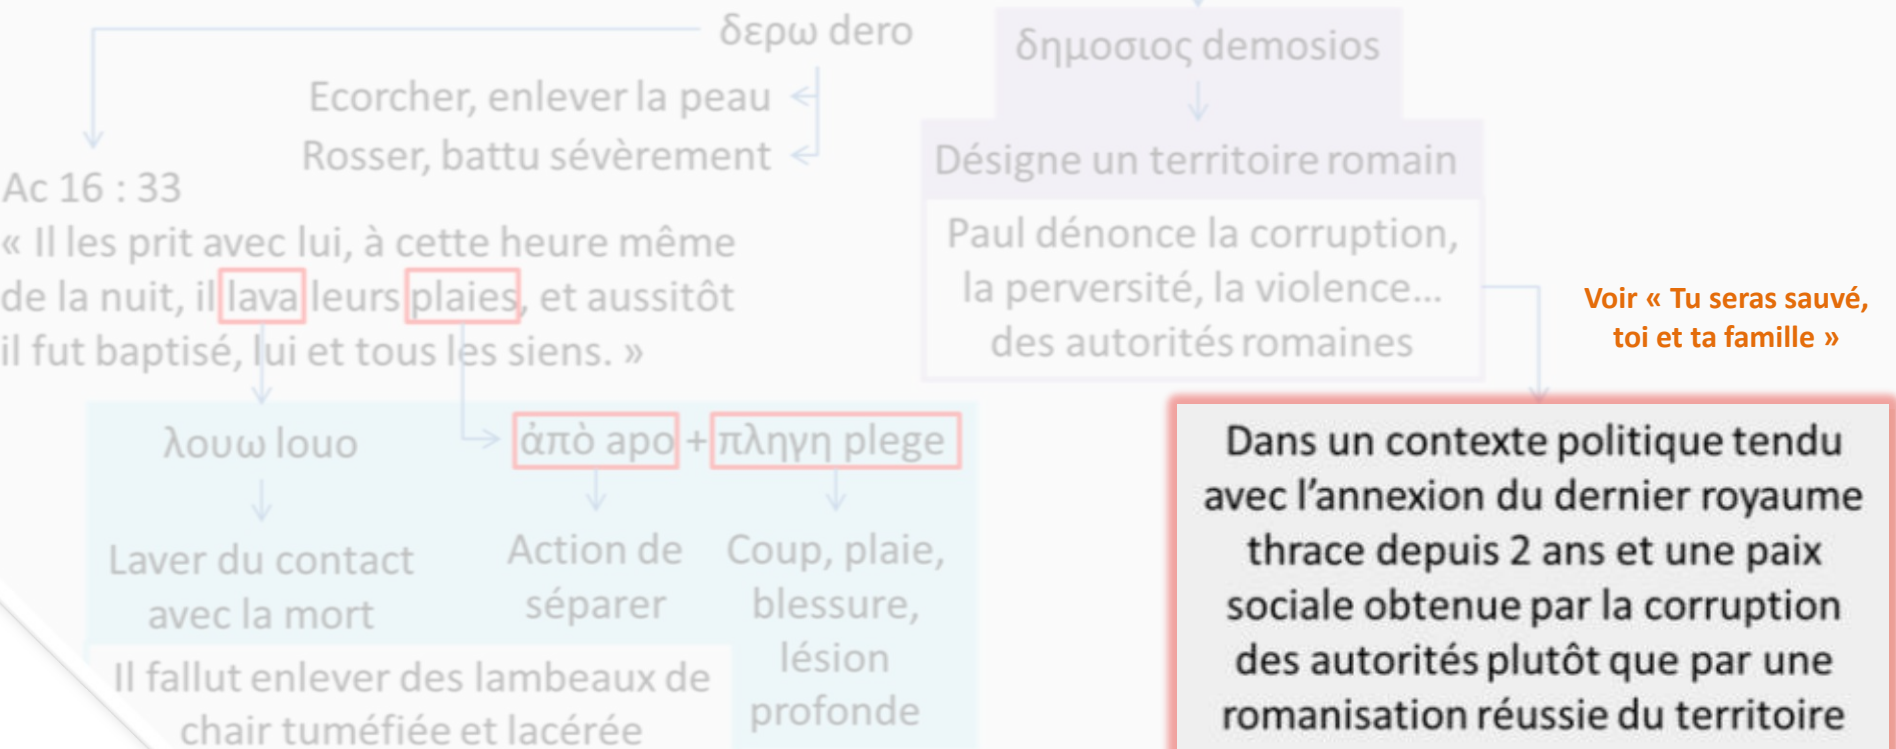 δερω dero
Ecorcher, enlever la peau
Rosser, battu sévèrement
Ac 16 : 33
« Il les prit avec lui, à cette heure même
de la nuit, il lava leurs plaies, et aussitôt
il fut baptisé, lui et tous les siens. »
λουω louo
Laver du contact
avec la mort
ἀπὸ apo + πληγη plege
Action de
séparer
Coup, plaie,
blessure,
lésion
profonde
Il fallut enlever des lambeaux de
chair tuméfiée et lacérée
δημοσιος demosios
Désigne un territoire romain
Paul dénonce la corruption,
la perversité, la violence...
des autorités romaines
Voir « Tu seras sauvé,
toi et ta famille »
Dans un contexte politique tendu
avec l’annexion du dernier royaume
thrace depuis 2 ans et une paix
sociale obtenue par la corruption
des autorités plutôt que par une
romanisation réussie du territoire